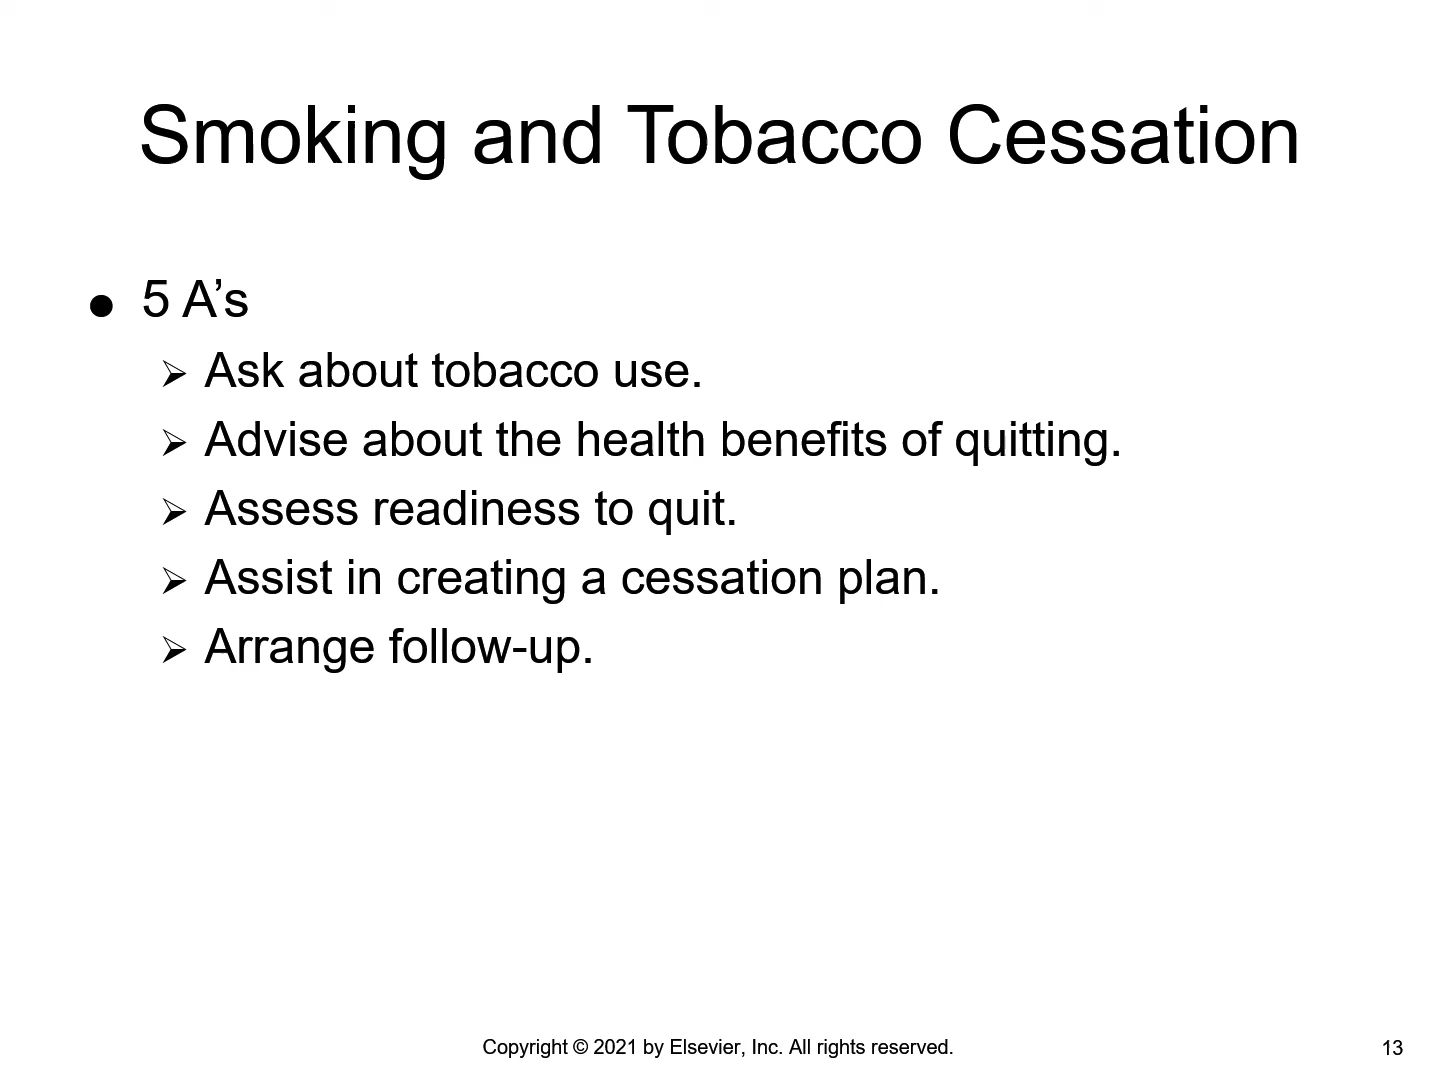 Smoking and Tobacco Cessation
● 5 A’s
➢ Ask about tobacco use.
➢ Advise about the health benefits of quitting.
➢ Assess readiness to quit.
➢ Assist in creating a cessation plan.
➢ Arrange follow-up.
Copyright © 2021 by Elsevier, Inc. All rights reserved.
13